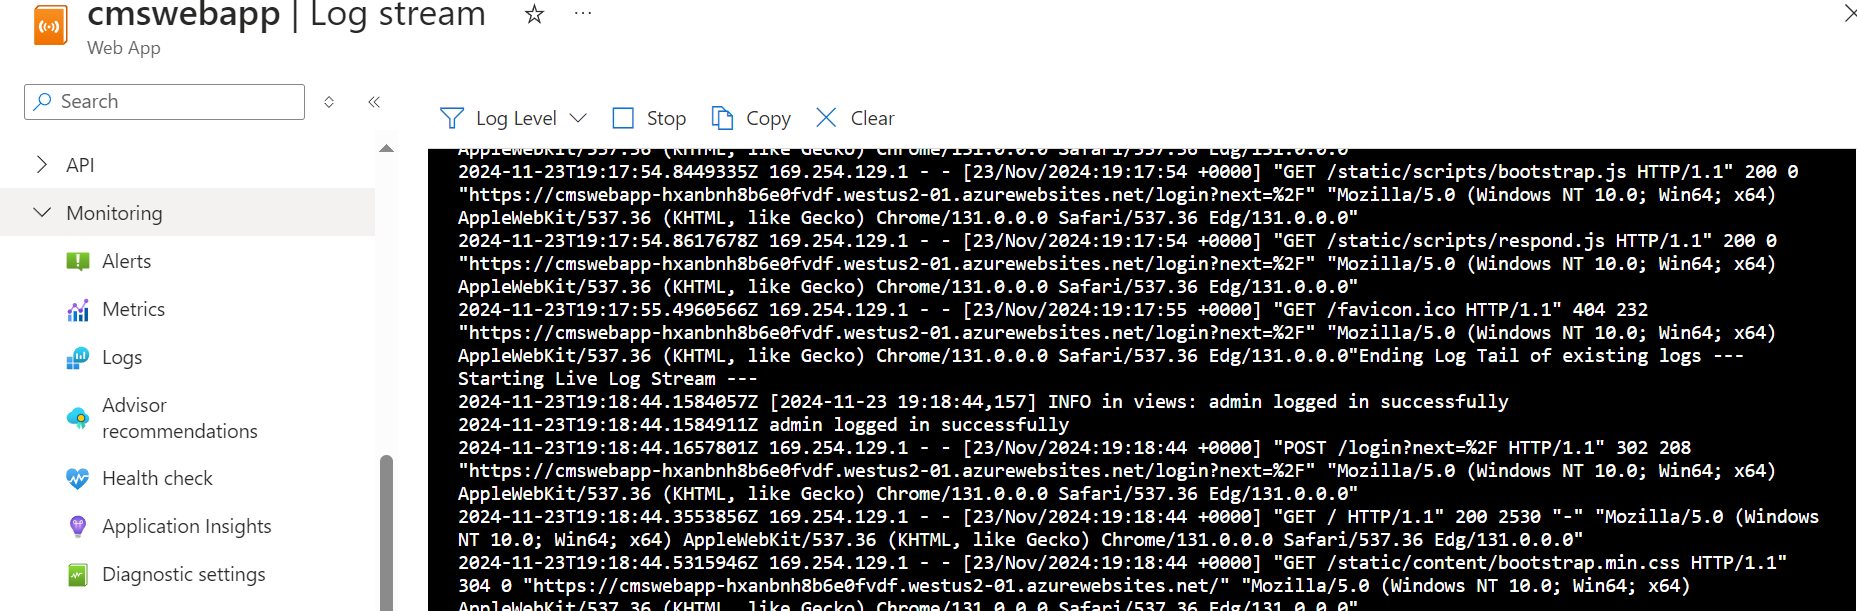 cmswebapp | Log stream ☆ ...
Web App
Search
Log Level
Stop
Copy
Clear
API
Monitoring
Alerts
Metrics
Logs
Advisor
recommendations
Health check
Application Insights
Diagnostic settings
AppleWebKit/537.36 (KHTML, like Gecko) Chrome/131.0.0.0 Safari/537.36 Edg/131.0.0.0"
2024-11-23T19:17:54.8449335Z 169.254.129.1 - - [23/Nov/2024:19:17:54 +0000] "GET /static/scripts/bootstrap.js HTTP/1.1" 200 0
"https://cmswebapp-hxanbnh8b6e0fvdf.westus2-01.azurewebsites.net/login?next=%2F" "Mozilla/5.0 (Windows NT 10.0; Win64; x64)
AppleWebKit/537.36 (KHTML, like Gecko) Chrome/131.0.0.0 Safari/537.36 Edg/131.0.0.0"
2024-11-23T19:17:54.8617678Z 169.254.129.1 - - [23/Nov/2024:19:17:54 +0000] "GET /static/scripts/respond.js HTTP/1.1" 200 0
"https://cmswebapp-hxanbnh8b6e0fvdf.westus2-01.azurewebsites.net/login?next=%2F" "Mozilla/5.0 (Windows NT 10.0; Win64; x64)
AppleWebKit/537.36 (KHTML, like Gecko) Chrome/131.0.0.0 Safari/537.36 Edg/131.0.0.0"
2024-11-23T19:17:55.4960566Z 169.254.129.1 - - [23/Nov/2024:19:17:55 +0000] "GET /favicon.ico HTTP/1.1" 404 232
"https://cmswebapp-hxanbnh8b6e0fvdf.westus2-01.azurewebsites.net/login?next=%2F" "Mozilla/5.0 (Windows NT 10.0; Win64; x64)
AppleWebKit/537.36 (KHTML, like Gecko) Chrome/131.0.0.0 Safari/537.36 Edg/131.0.0.0"Ending Log Tail of existing logs ---
Starting Live Log Stream ---
2024-11-23T19:18:44.1584057Z [2024-11-23 19:18:44,157] INFO in views: admin logged in successfully
2024-11-23T19:18:44.1584911Z admin logged in successfully
2024-11-23T19:18:44.1657801Z 169.254.129.1 - - [23/Nov/2024:19:18:44 +0000] "POST /login?next=%2F HTTP/1.1" 302 208
"https://cmswebapp-hxanbnh8b6e0fvdf.westus2-01.azurewebsites.net/login?next=%2F" "Mozilla/5.0 (Windows NT 10.0; Win64; x64)
AppleWebKit/537.36 (KHTML, like Gecko) Chrome/131.0.0.0 Safari/537.36 Edg/131.0.0.0"
2024-11-23T19:18:44.3553856Z 169.254.129.1 - - [23/Nov/2024:19:18:44 +0000] "GET / HTTP/1.1" 200 2530 "-" "Mozilla/5.0 (Windows
NT 10.0; Win64; x64) AppleWebKit/537.36 (KHTML, like Gecko) Chrome/131.0.0.0 Safari/537.36 Edg/131.0.0.0"
2024-11-23T19:18:44.5315946Z 169.254.129.1 - - [23/Nov/2024:19:18:44 +0000] "GET /static/content/bootstrap.min.css HTTP/1.1"
304 0 "https://cmswebapp-hxanbnh8b6e0fvdf.westus2-01.azurewebsites.net/" "Mozilla/5.0 (Windows NT 10.0; Win64; x64)
AppleWebKit/537.36 (KHTML, like Gecko) Chrome/131.0.0.0 Safari/537.36 Edg/131.0.0.0"